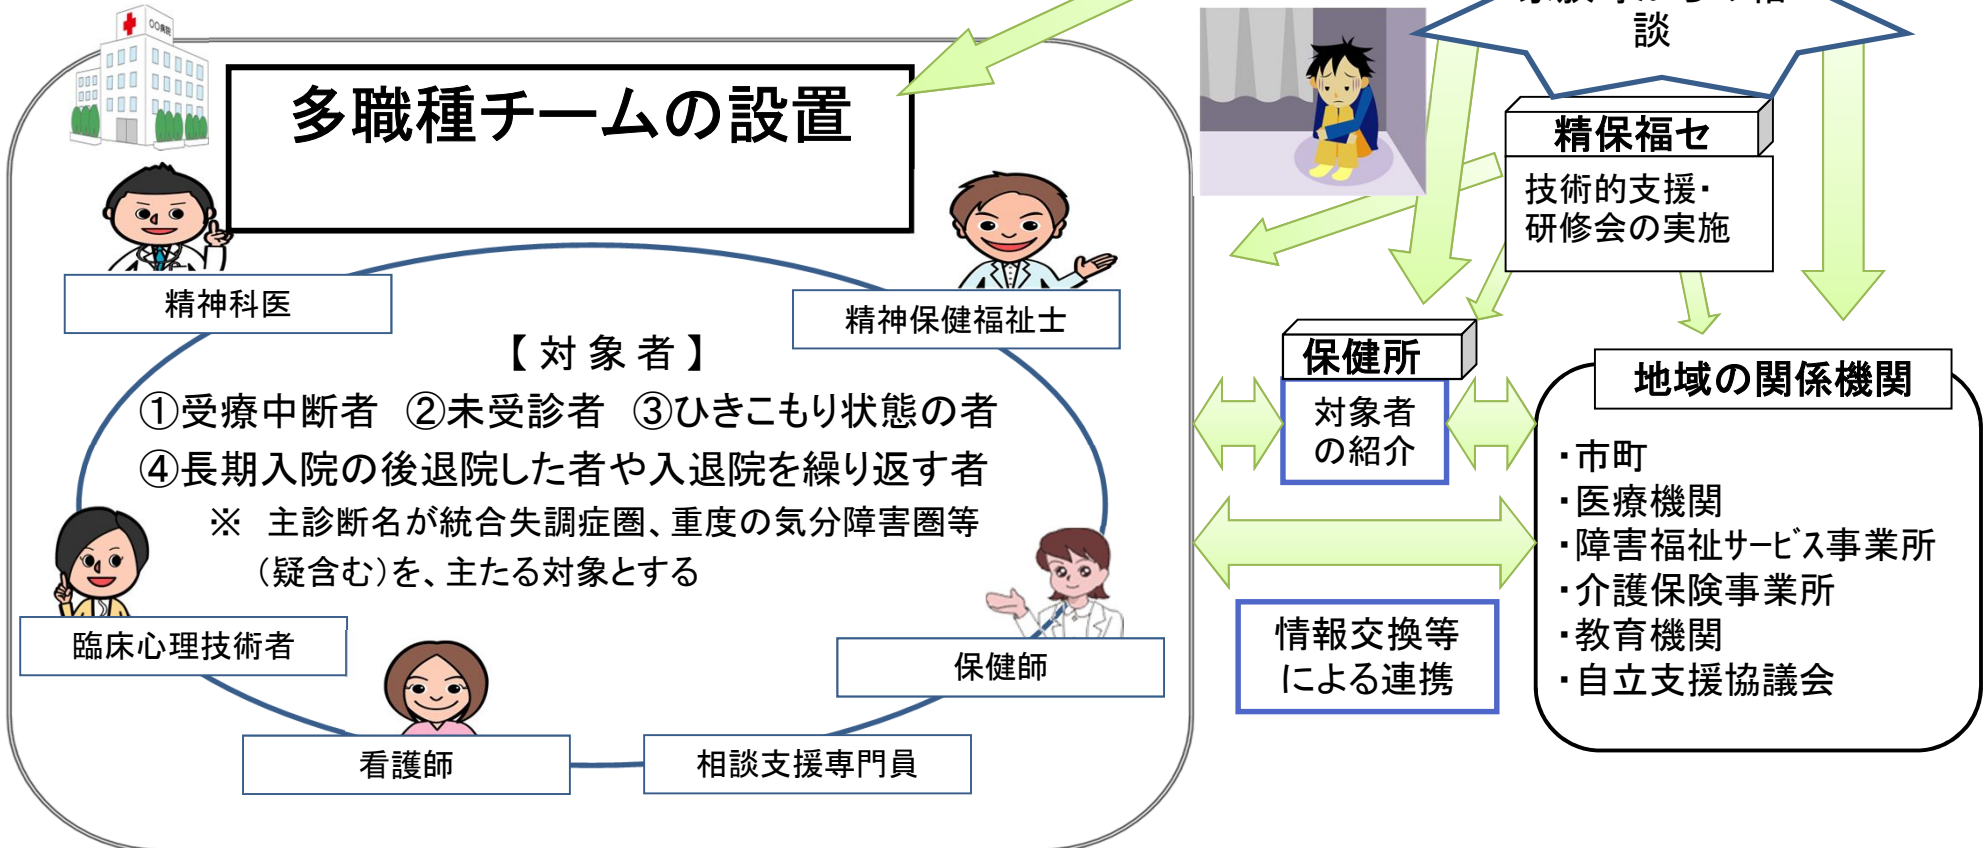 〇〇病院
多職種チームの設置
精神科医
精神保健福祉士
【対象者】
①受療中断者 ②未受診者 ③ひきこもり状態の者
④長期入院の後退院した者や入退院を繰り返す者
※ 主診断名が統合失調症圏、重度の気分障害圏等
（疑含む）を、主たる対象とする
臨床心理技術者
保健師
看護師
相談支援専門員
談
精保福セ
技術的支援・
研修会の実施
保健所
対象者
の紹介
情報交換等
による連携
地域の関係機関
・市町
・医療機関
・障害福祉ｻｰﾋﾞｽ事業所
・介護保険事業所
・教育機関
・自立支援協議会